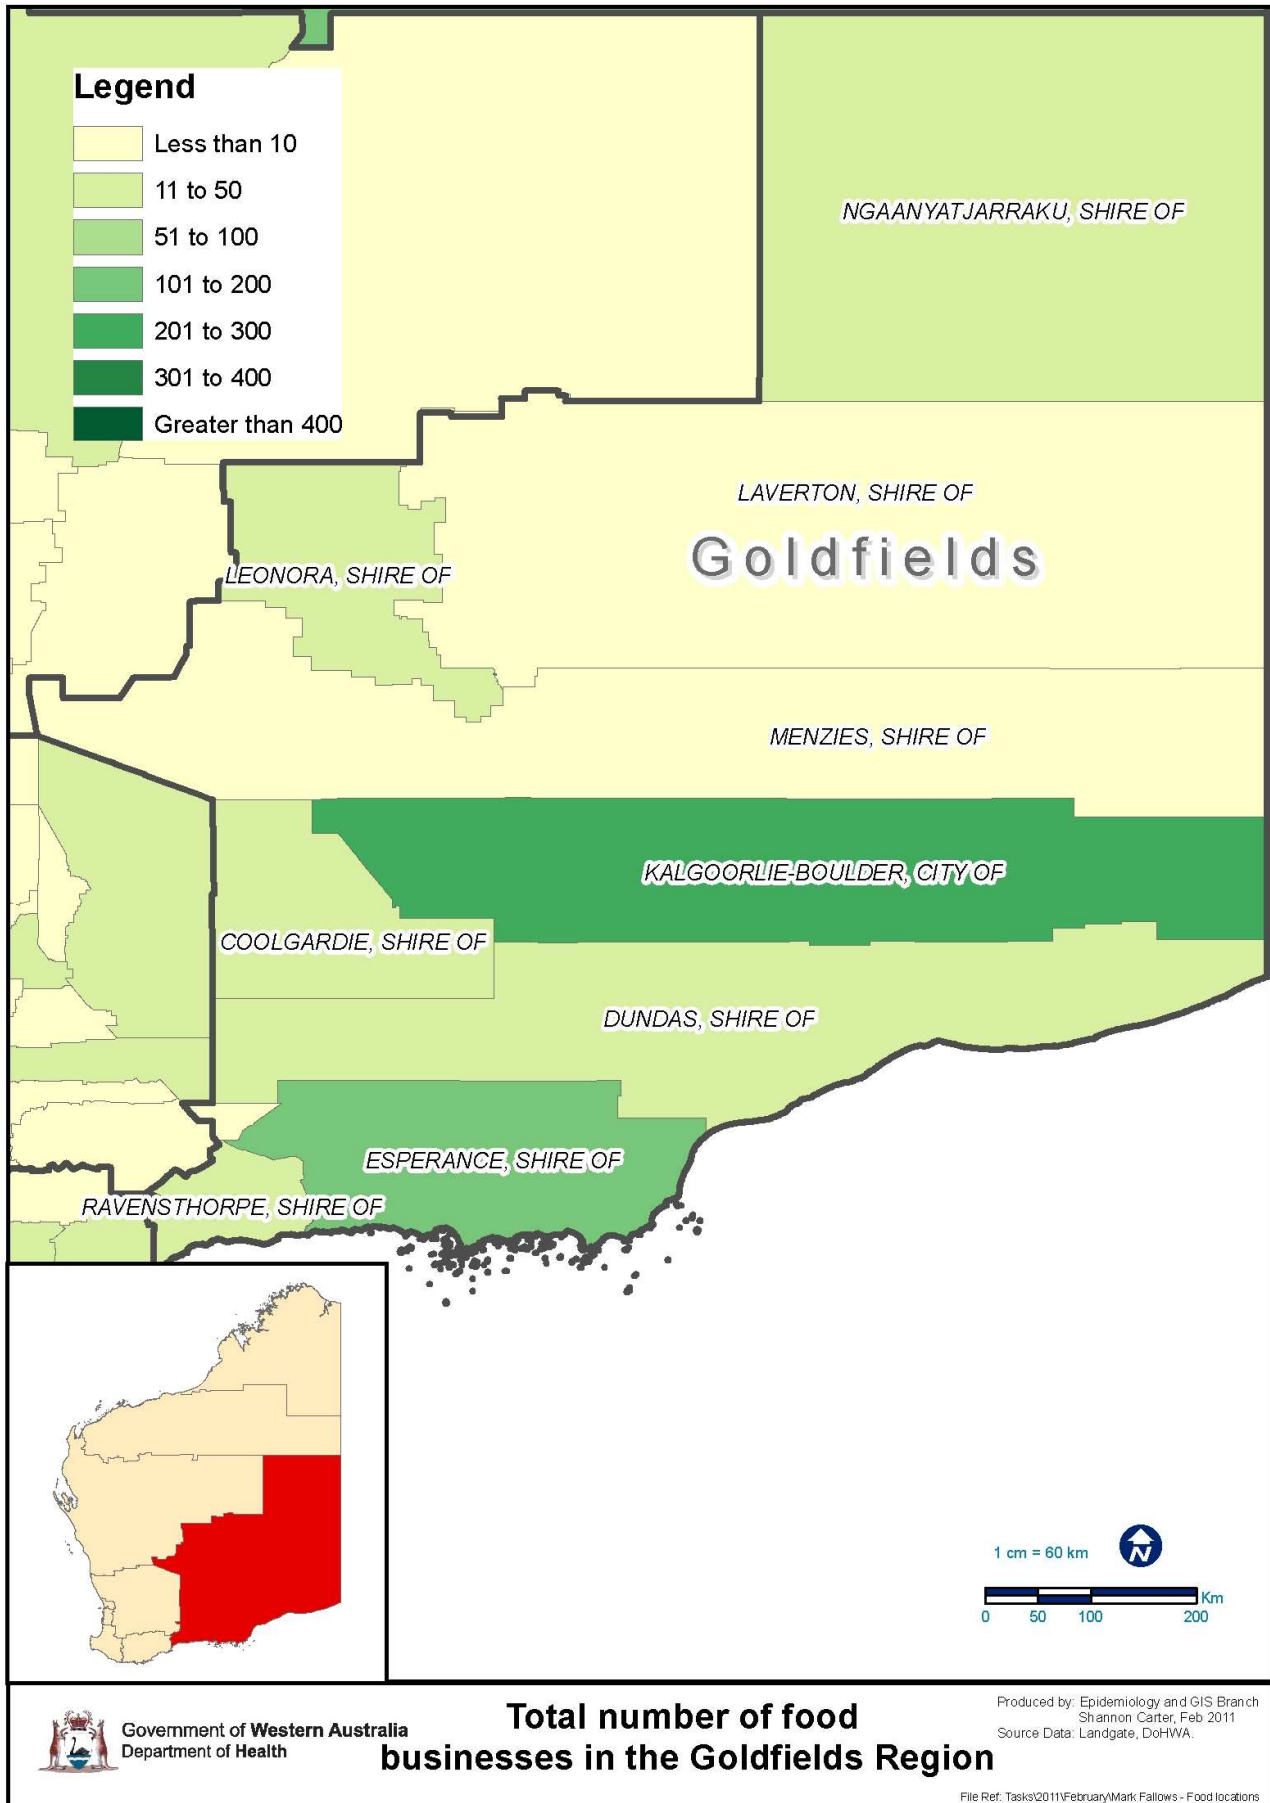 Legend
Less than 10
11 to 50
51 to 100
101 to 200
201 to 300
301 to 400
Greater than 400
NGAANYATJARRAKU, SHIRE OF
LAVERTON, SHIRE OF
Goldfields
LEONORA, SHIRE OF
MENZIES, SHIRE OF
KALGOORLIE-BOULDER, CITY OF
COOLGARDIE, SHIRE OF
DUNDAS, SHIRE OF
ESPERANCE, SHIRE OF
RAVENSTHORPE, SHIRE OF
1 cm = 60 km
N
Km
0 50 100 200
Government of Western Australia
Department of Health
Total number of food
businesses in the Goldfields Region
Produced by: Epidemiology and GIS Branch
Shannon Carter, Feb 2011
Source Data: Landgate, DoHWA.
File Ref: Tasks\2011\February\Mark Fallows - Food locations